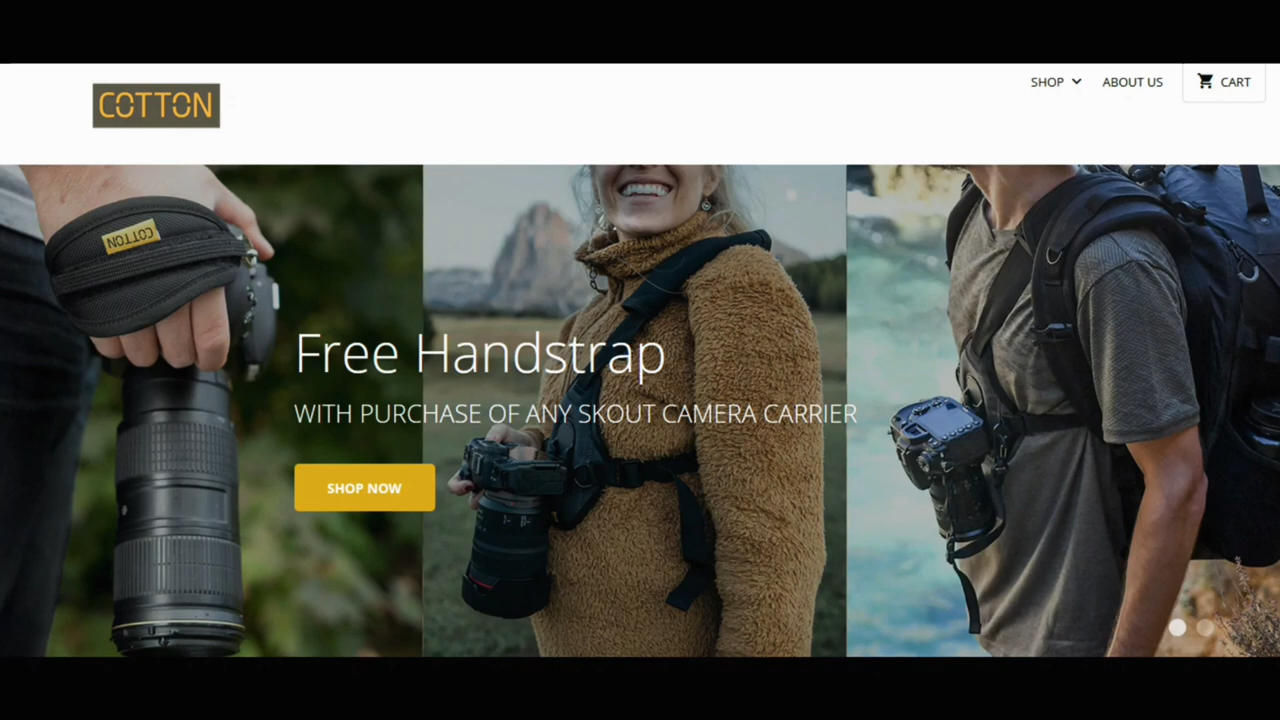 COTTON
SHOP
ABOUT US
CART
COTTON
Free Handstrap
WITH PURCHASE OF ANY SKOUT CAMERA CARRIER
SHOP NOW